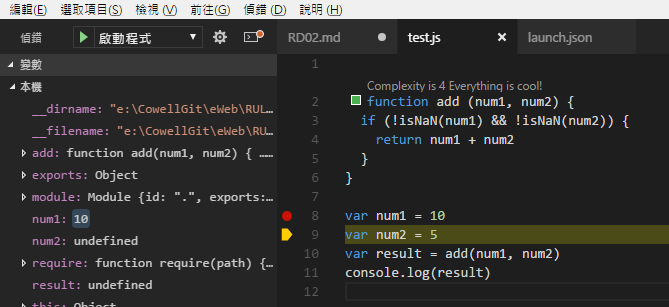 編輯(E) 選取項目(S) 檢視 (V) 前往(G) 偵錯 (D) 說明 (H)
偵錯 啟動程式
RD02.md test.js launch.json
變數
本機
__dirname: "e:\CowellGit\eWeb\RUL…
__filename: "e:\CowellGit\eWeb\RU…
add: function add(num1, num2) { ……
exports: Object
module: Module {id: ".", exports:…
num1: 10
num2: undefined
require: function require(path) {…
result: undefined
this: Object
1
Complexity is 4 Everything is cool!
2 function add (num1, num2) {
3 if (!isNaN(num1) && !isNaN(num2)) {
4 return num1 + num2
5 }
6 }
7
8 var num1 = 10
9 var num2 = 5
10 var result = add(num1, num2)
11 console.log(result)
12